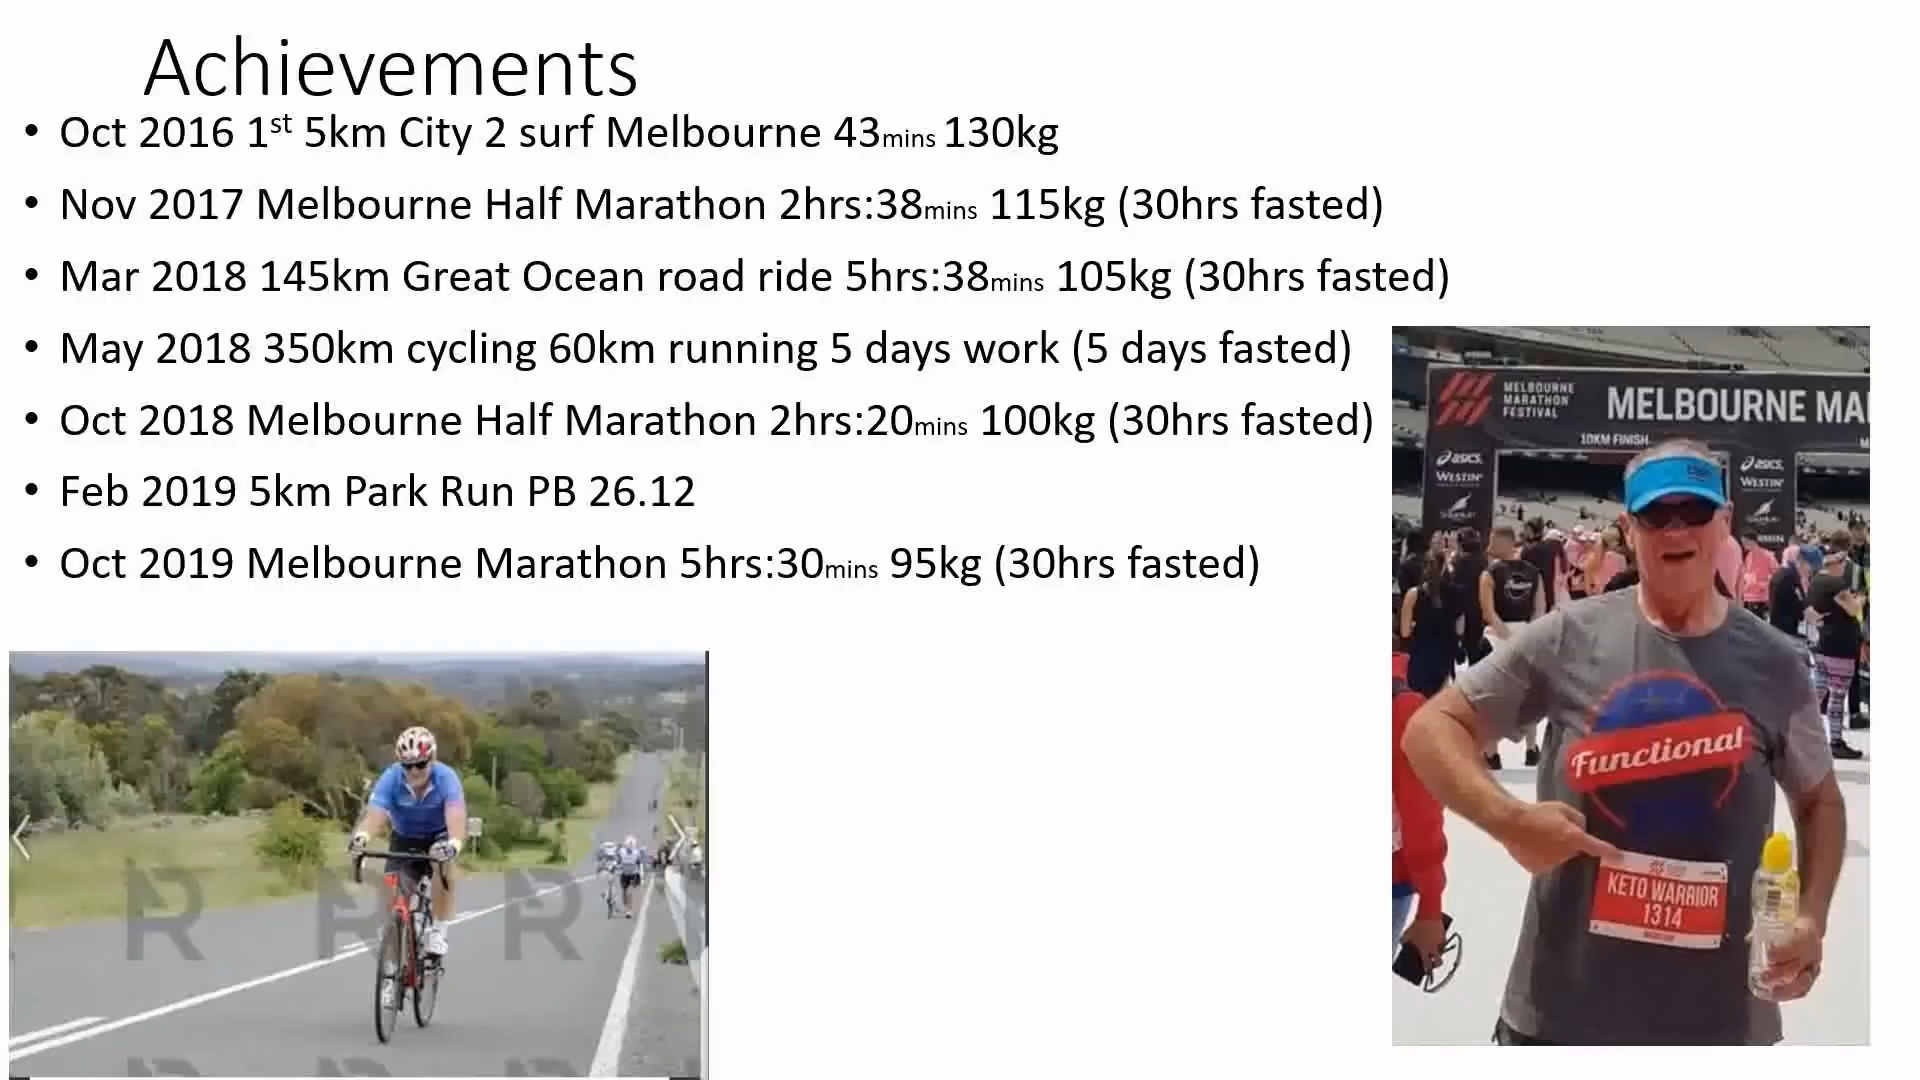 Achievements
• Oct 2016 1st 5km City 2 surf Melbourne 43mins 130kg
• Nov 2017 Melbourne Half Marathon 2hrs:38mins 115kg (30hrs fasted)
• Mar 2018 145km Great Ocean road ride 5hrs:38mins 105kg (30hrs fasted)
• May 2018 350km cycling 60km running 5 days work (5 days fasted)
• Oct 2018 Melbourne Half Marathon 2hrs:20mins 100kg (30hrs fasted)
• Feb 2019 5km Park Run PB 26.12
• Oct 2019 Melbourne Marathon 5hrs:30mins 95kg (30hrs fasted)
MELBOURNE
MARATHON
FESTIVAL
MELBOURNE MA
10KM FINISH
asics
WESTIN
asics
WESTIN
Functional
KETO WARRIOR
1314
R R R